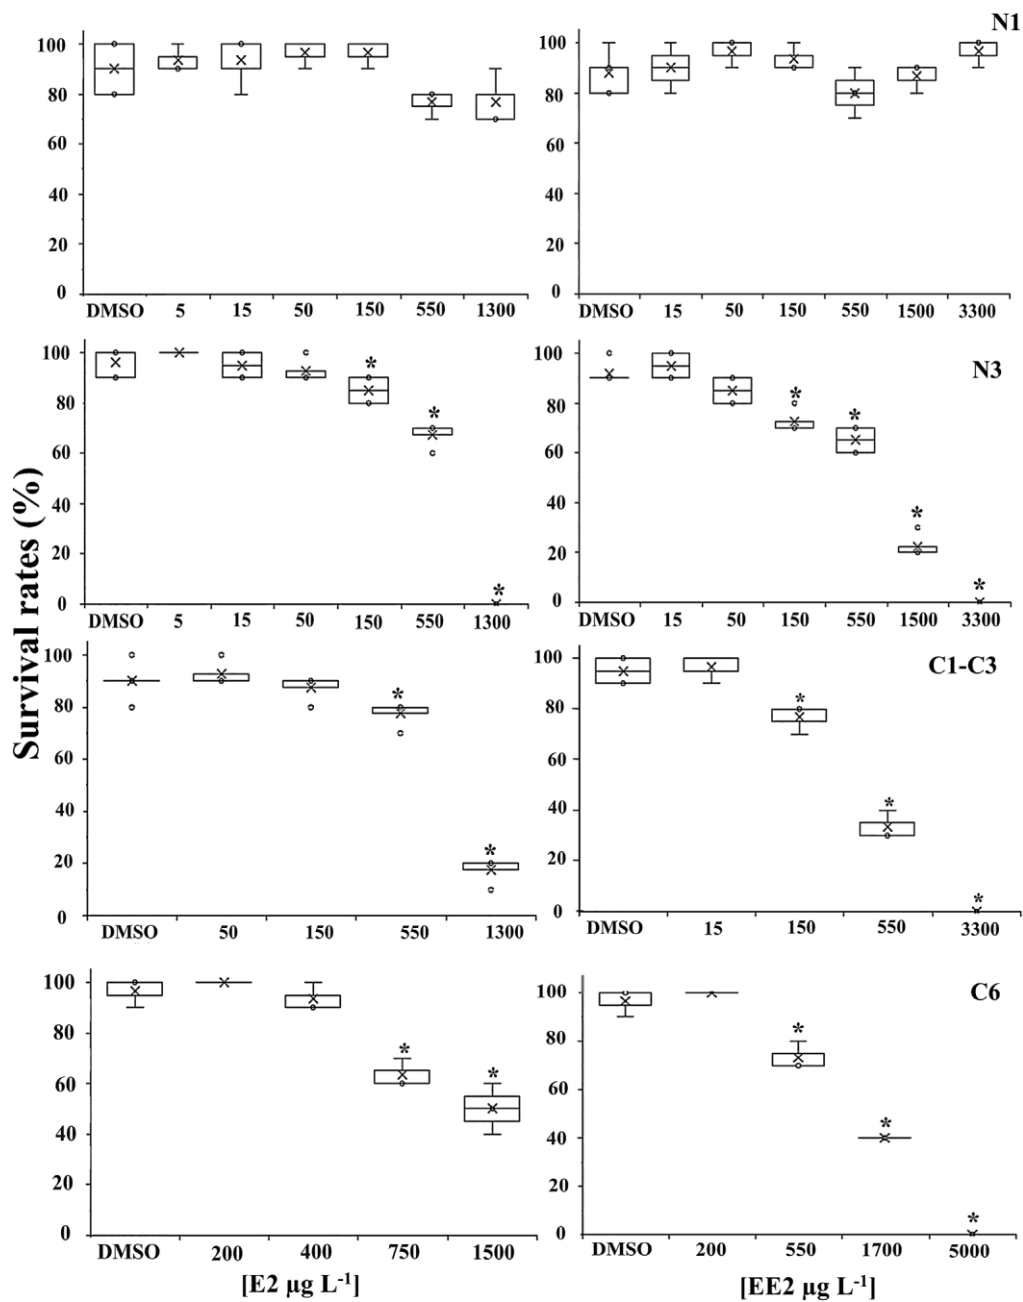 N1
100
80
60
40
20
0
DMSO 5 15 50 150 550 1300
100
80
60
40
20
0
DMSO 15 50 150 550 1500 3300
N3
100
80
60
40
20
0
* * *
DMSO 5 15 50 150 550 1300
100
80
60
40
20
0
* * * *
DMSO 15 50 150 550 1500 3300
Survival rates (%)
C1-C3
100
80
60
40
20
0
* *
DMSO 50 150 550 1300
100
80
60
40
20
0
* * *
DMSO 15 150 550 3300
C6
100
80
60
40
20
0
* *
DMSO 200 400 750 1500
[E2 µg L⁻¹]
100
80
60
40
20
0
* * *
DMSO 200 550 1700 5000
[EE2 µg L⁻¹]